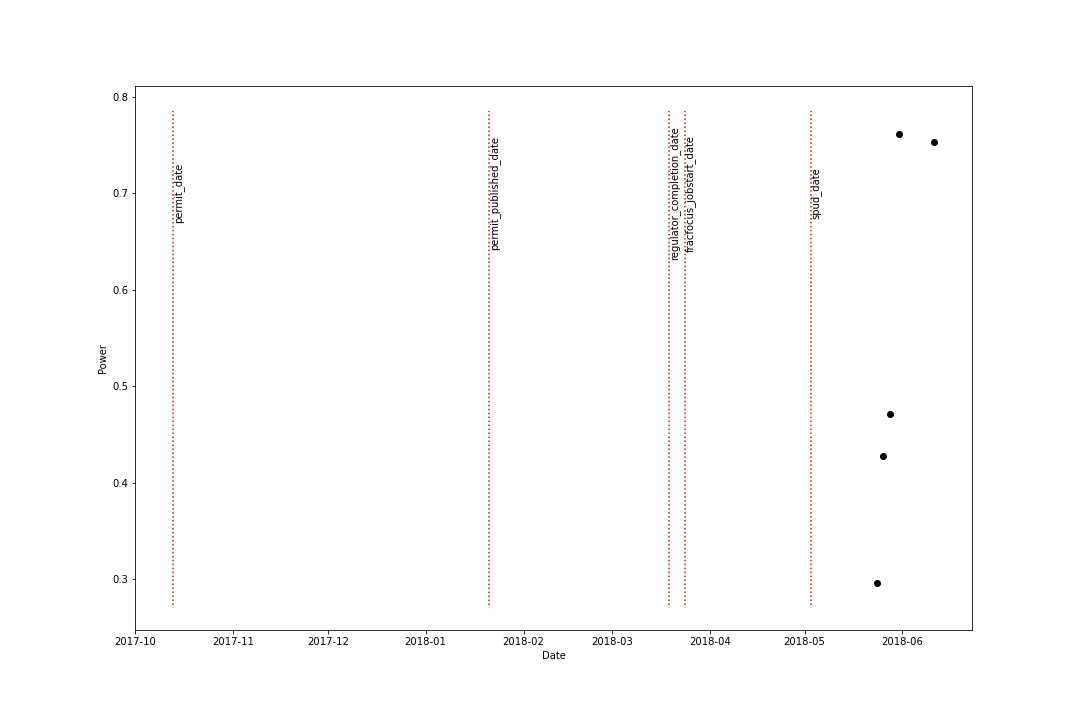 0.8
0.7
0.6
0.5
0.4
0.3
Power
permit_date
permit_published_date
regulator_completion_date
fracfocus_jobstart_date
spud_date
2017-10 2017-11 2017-12 2018-01 2018-02 2018-03 2018-04 2018-05 2018-06
Date